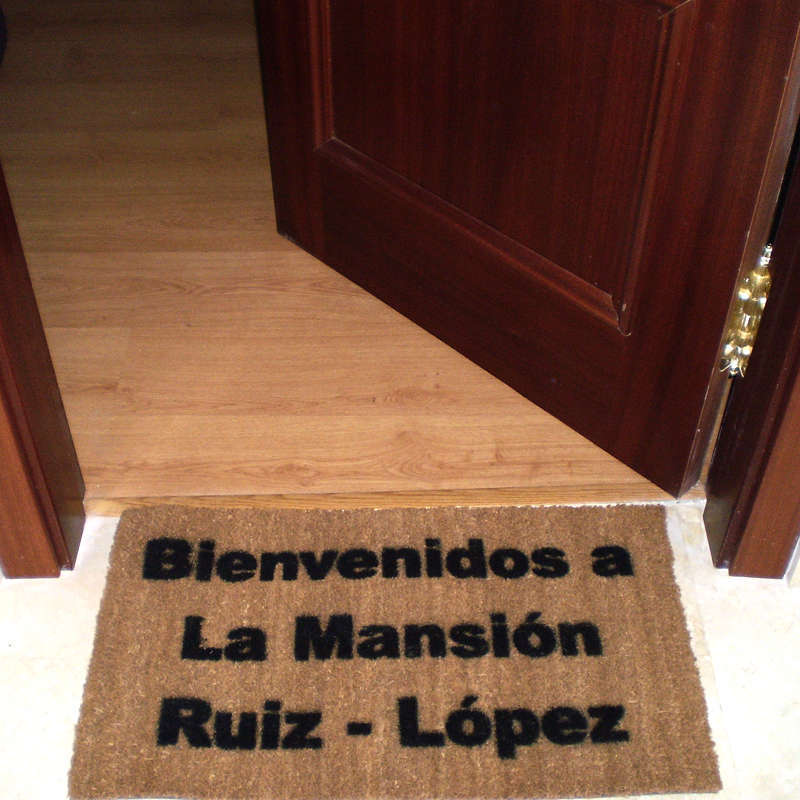 Bienvenidos a
La Mansión
Ruiz - López